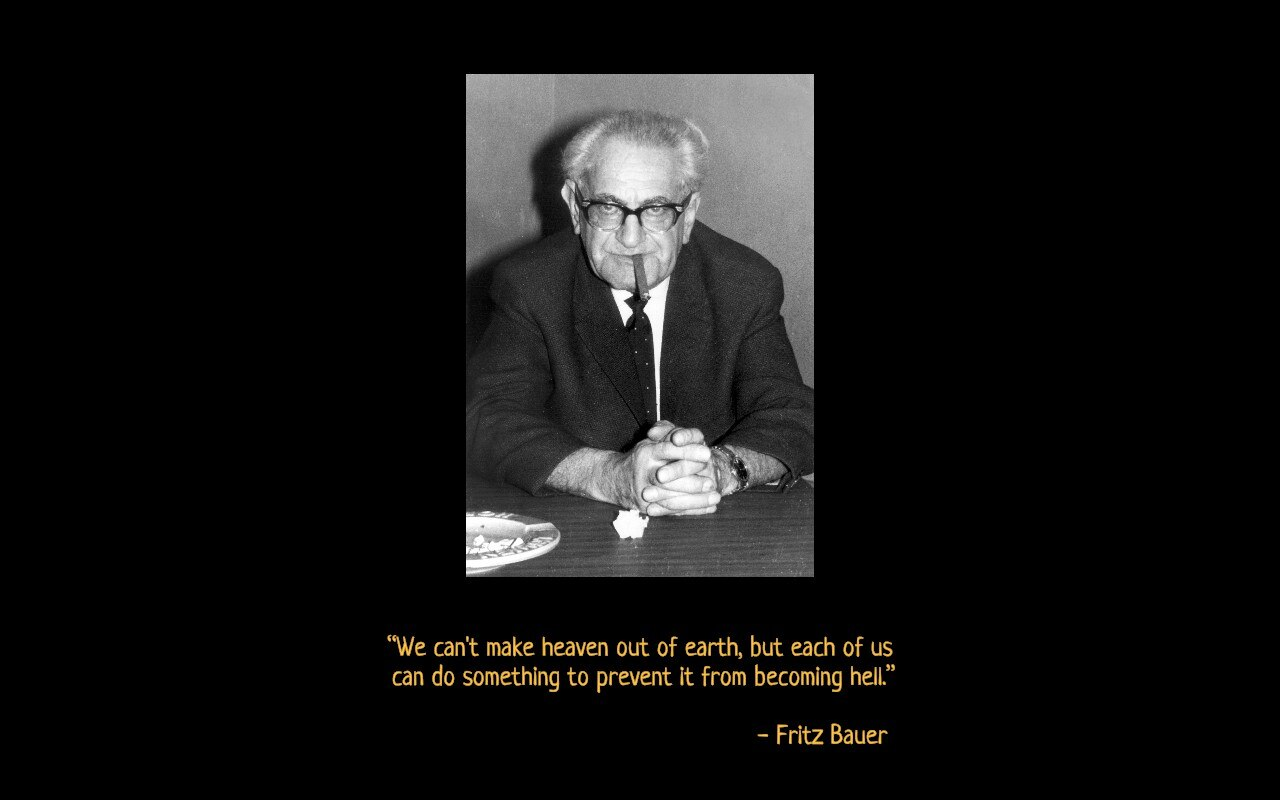 “We can't make heaven out of earth, but each of us
can do something to prevent it from becoming hell.”
– Fritz Bauer